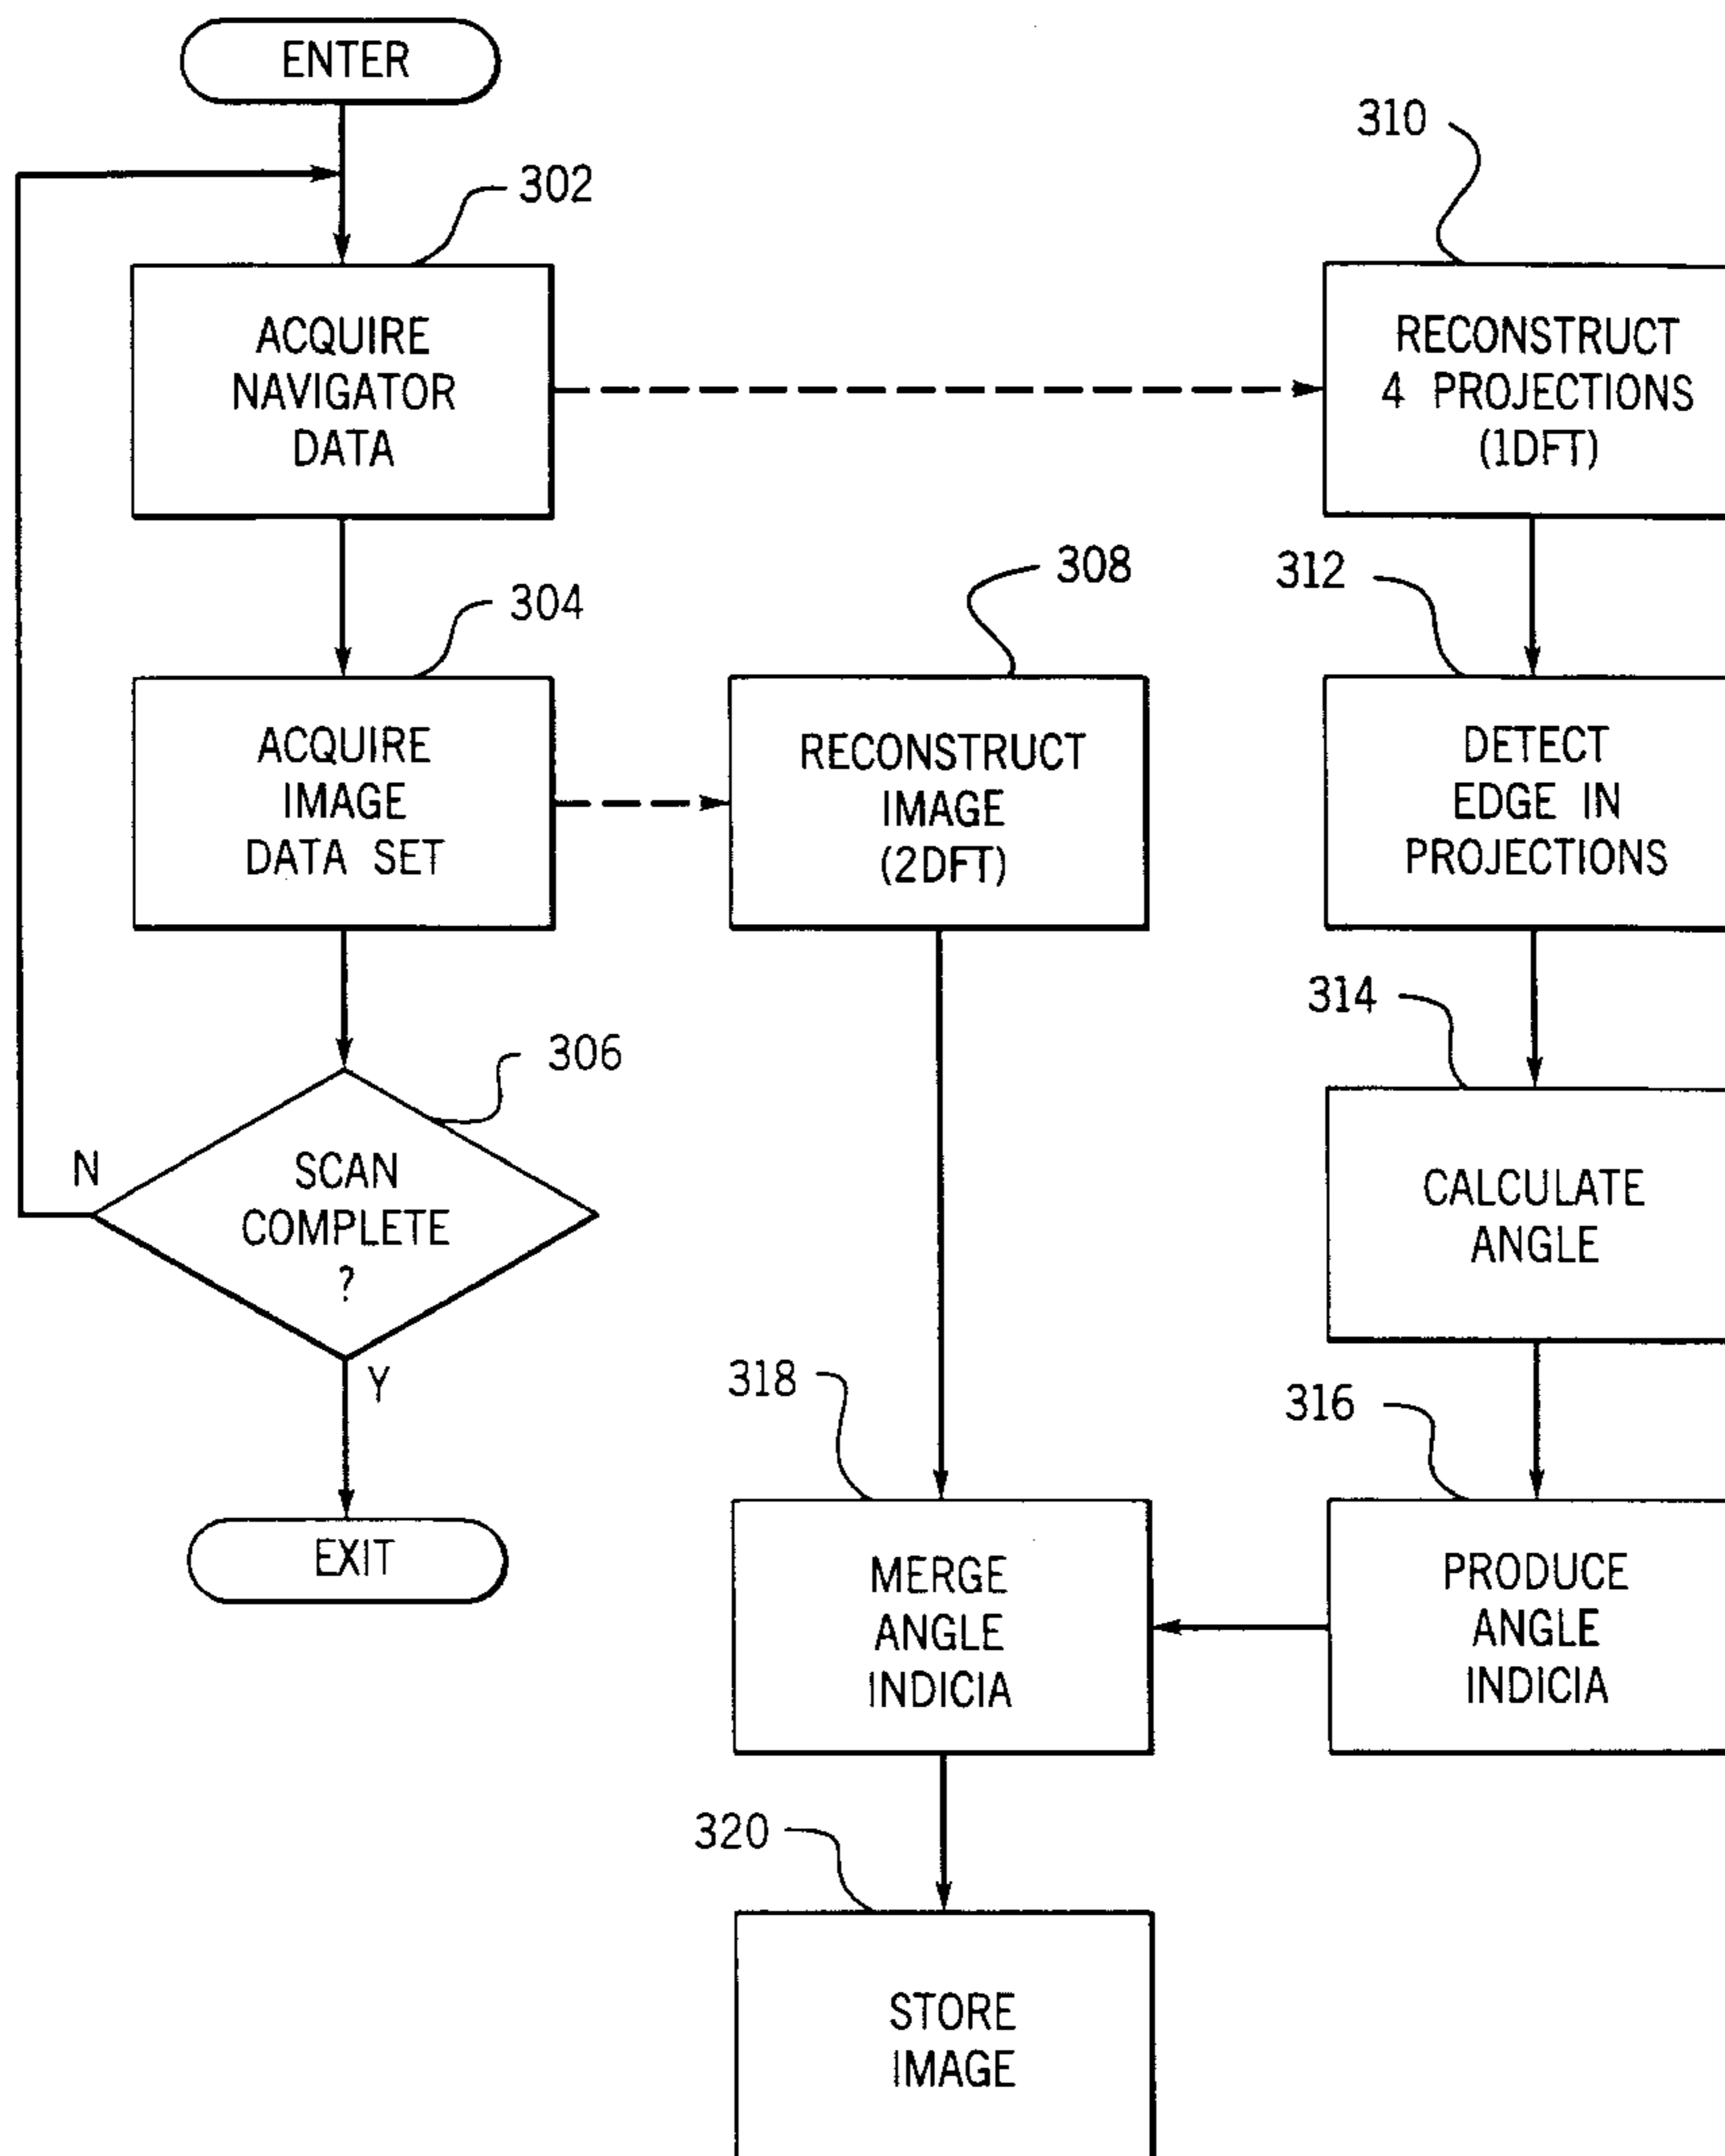 ENTER
302
ACQUIRE
NAVIGATOR
DATA
310
RECONSTRUCT
4 PROJECTIONS
(1DFT)
304
ACQUIRE
IMAGE
DATA SET
308
RECONSTRUCT
IMAGE
(2DFT)
312
DETECT
EDGE IN
PROJECTIONS
306
N
SCAN
COMPLETE
?
Y
EXIT
314
CALCULATE
ANGLE
318
MERGE
ANGLE
INDICIA
316
PRODUCE
ANGLE
INDICIA
320
STORE
IMAGE